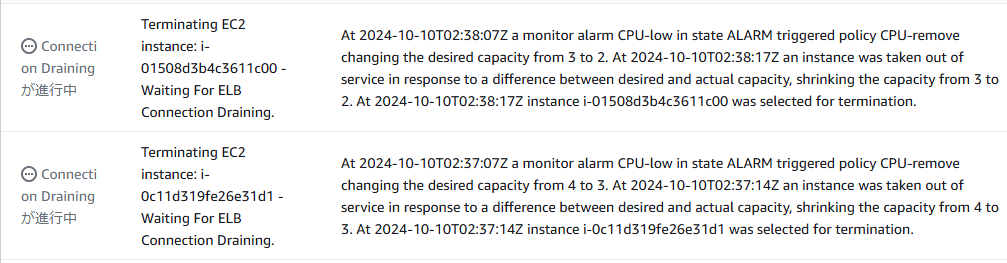 Connecti
on Draining
が進行中
Terminating EC2
instance: i-
01508d3b4c3611c00 -
Waiting For ELB
Connection Draining.
At 2024-10-10T02:38:07Z a monitor alarm CPU-low in state ALARM triggered policy CPU-remove
changing the desired capacity from 3 to 2. At 2024-10-10T02:38:17Z an instance was taken out of
service in response to a difference between desired and actual capacity, shrinking the capacity from 3 to
2. At 2024-10-10T02:38:17Z instance i-01508d3b4c3611c00 was selected for termination.
Connecti
on Draining
が進行中
Terminating EC2
instance: i-
0c11d319fe26e31d1 -
Waiting For ELB
Connection Draining.
At 2024-10-10T02:37:07Z a monitor alarm CPU-low in state ALARM triggered policy CPU-remove
changing the desired capacity from 4 to 3. At 2024-10-10T02:37:14Z an instance was taken out of
service in response to a difference between desired and actual capacity, shrinking the capacity from 4 to
3. At 2024-10-10T02:37:14Z instance i-0c11d319fe26e31d1 was selected for termination.